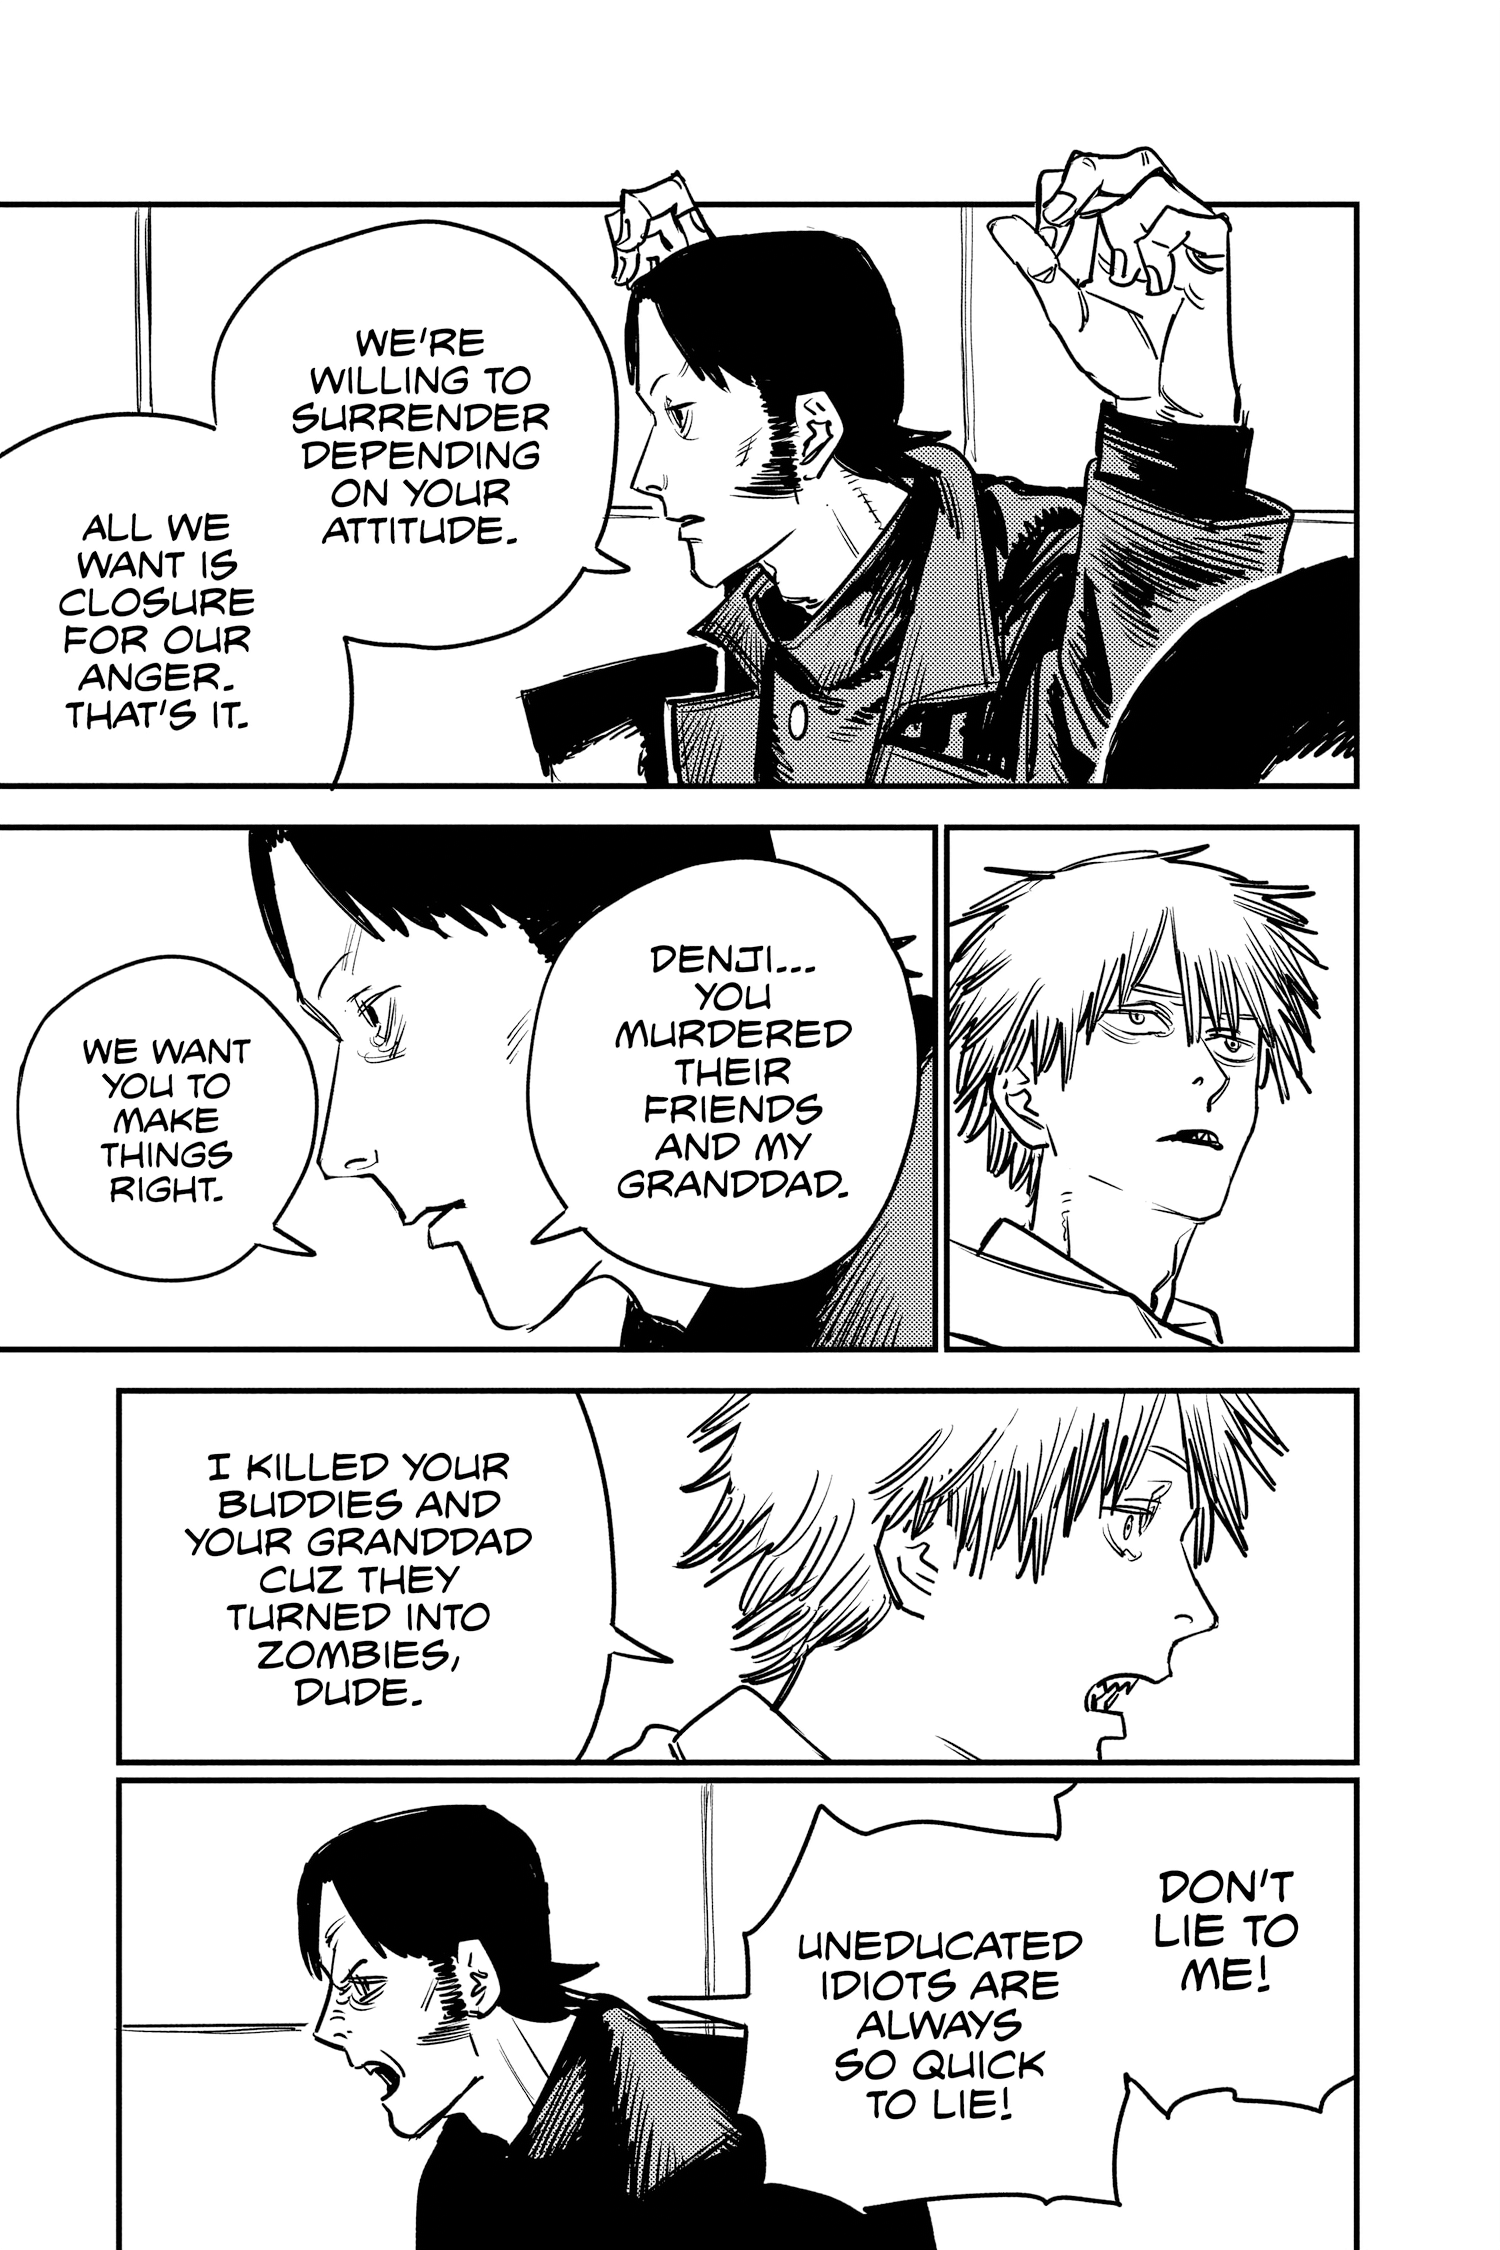 WE'RE
WILLING TO
SURRENDER
DEPENDING
ON YOUR
ATTITUDE.
ALL WE
WANT IS
CLOSURE
FOR OUR
ANGER.
THAT'S IT.
DENJI...
YOU
MURDERED
THEIR
FRIENDS
AND MY
GRANDDAD.
WE WANT
YOU TO
MAKE
THINGS
RIGHT.
I KILLED YOUR
BUDDIES AND
YOUR GRANDDAD
CUZ THEY
TURNED INTO
ZOMBIES,
DUDE.
DON'T
LIE TO
ME!
UNEDUCATED
IDIOTS ARE
ALWAYS
SO QUICK
TO LIE!